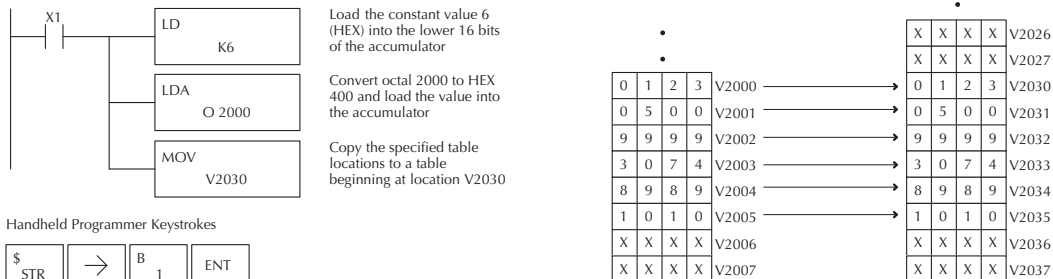 X1
LD
K6
Load the constant value 6
(HEX) into the lower 16 bits
of the accumulator
LDA
O 2000
Convert octal 2000 to HEX
400 and load the value into
the accumulator
MOV
V2030
Copy the specified table
locations to a table
beginning at location V2030
Handheld Programmer Keystrokes
$ STR → B 1 ENT
0 1 2 3 V2000
0 5 0 0 V2001
9 9 9 9 V2002
3 0 7 4 V2003
8 9 8 9 V2004
1 0 1 0 V2005
X X X X V2006
X X X X V2007
X X X X V2026
X X X X V2027
0 1 2 3 V2030
0 5 0 0 V2031
9 9 9 9 V2032
3 0 7 4 V2033
8 9 8 9 V2034
1 0 1 0 V2035
X X X X V2036
X X X X V2037